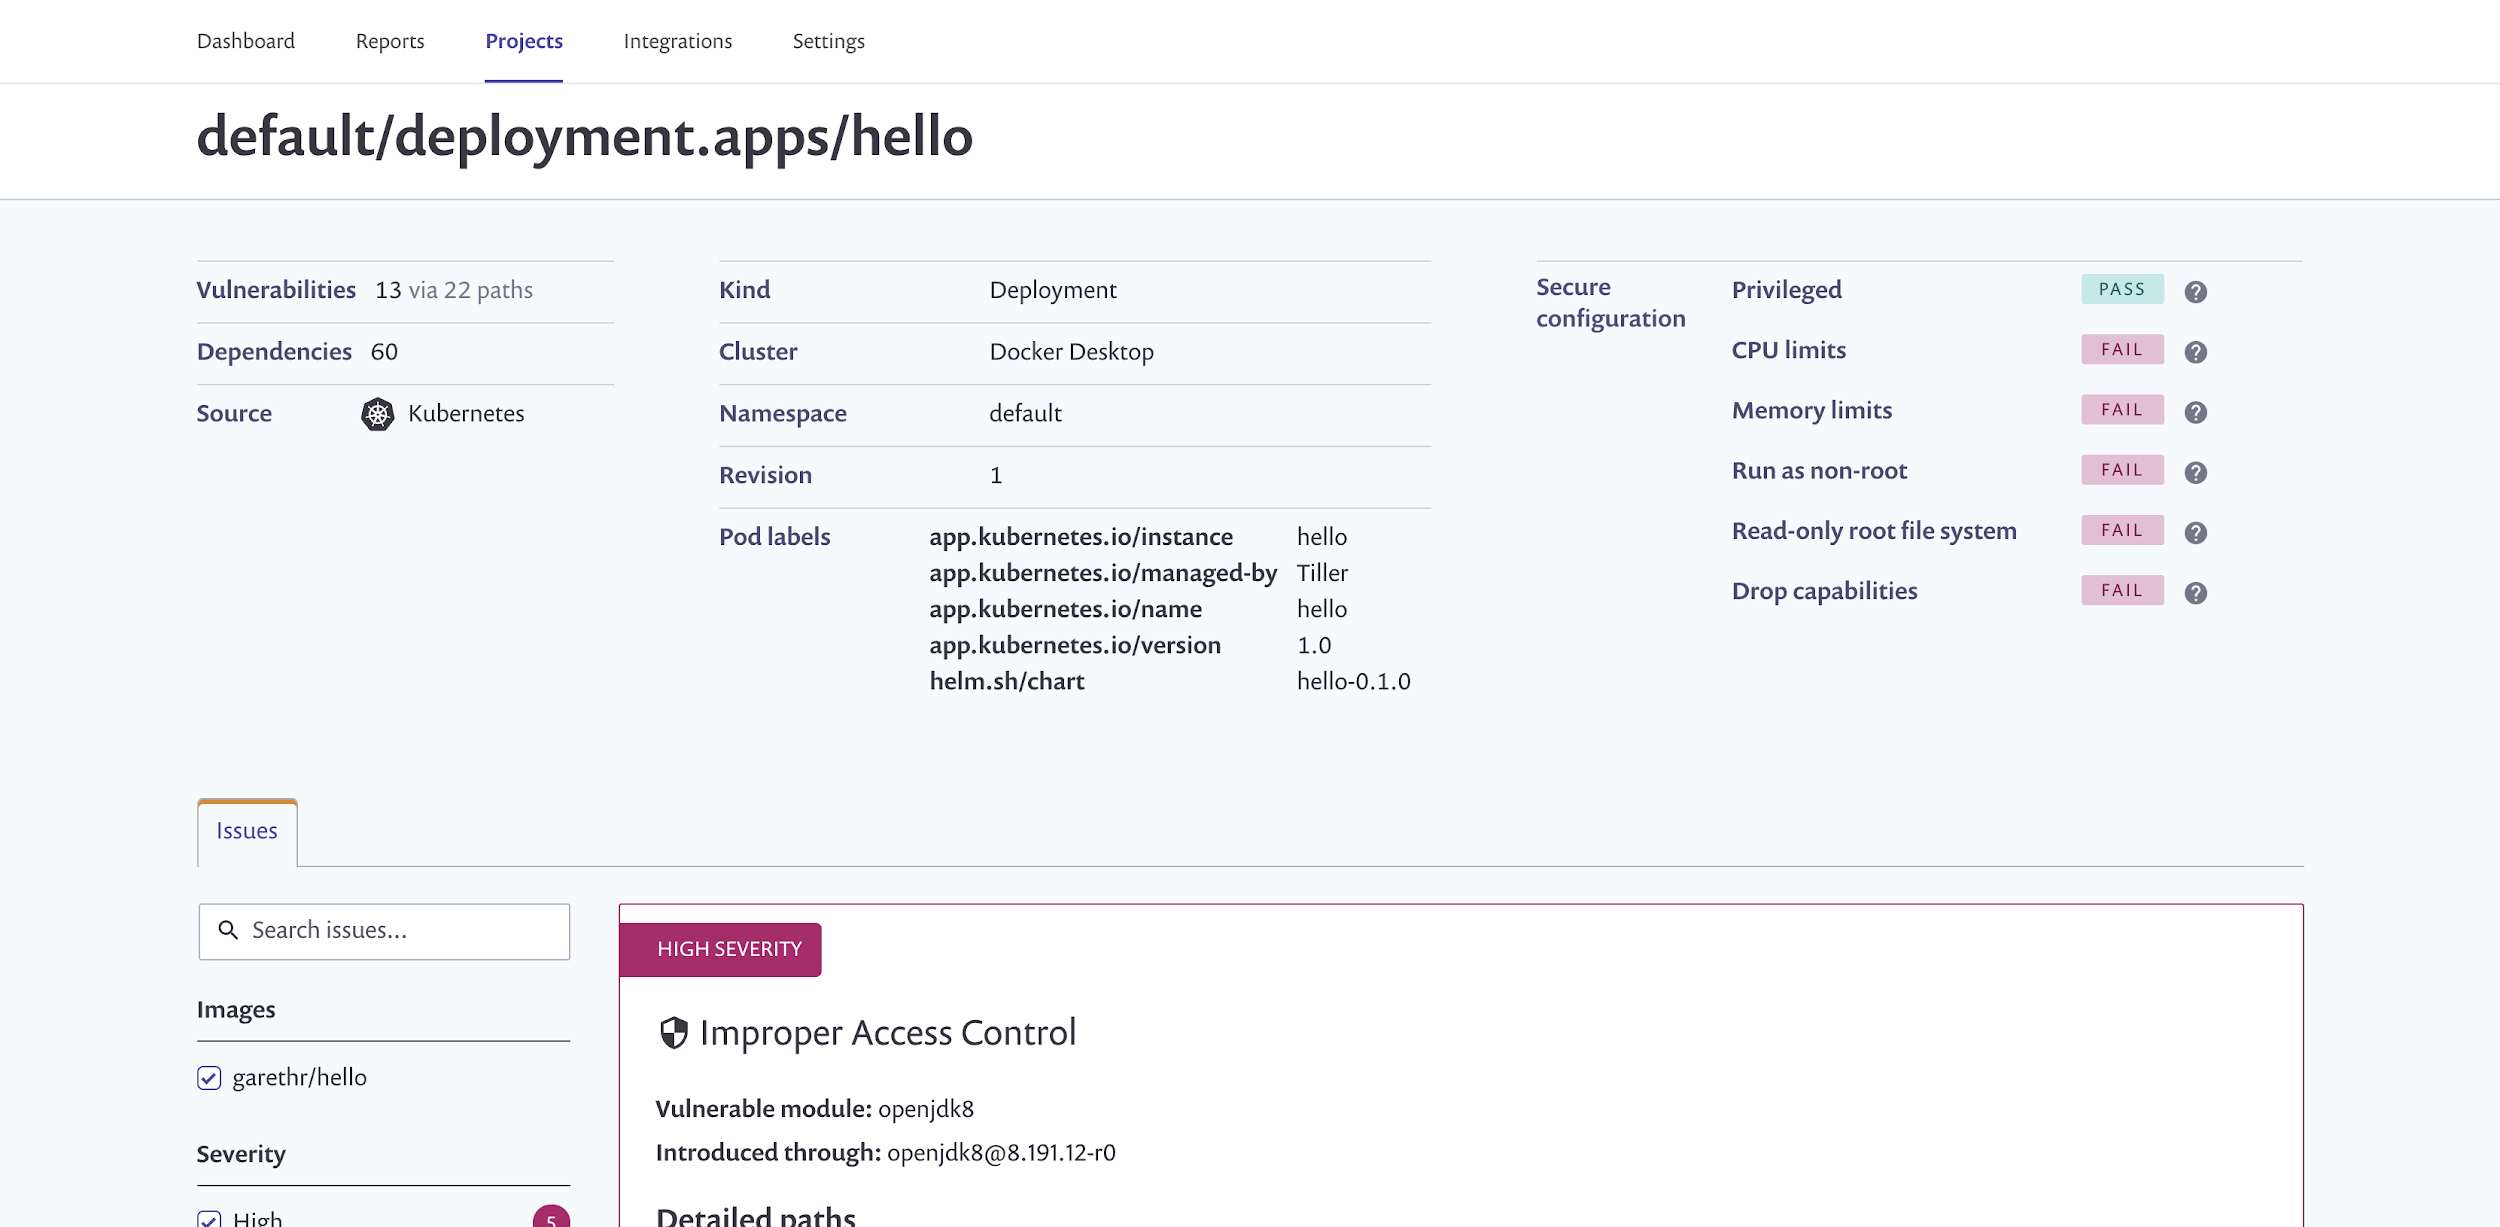 Dashboard Reports Projects Integrations Settings
default/deployment.apps/hello
Vulnerabilities 13 via 22 paths
Dependencies 60
Source Kubernetes
Kind Deployment
Cluster Docker Desktop
Namespace default
Revision 1
Pod labels app.kubernetes.io/instance hello
app.kubernetes.io/managed-by Tiller
app.kubernetes.io/name hello
app.kubernetes.io/version 1.0
helm.sh/chart hello-0.1.0
Secure
configuration
Privileged PASS ?
CPU limits FAIL ?
Memory limits FAIL ?
Run as non-root FAIL ?
Read-only root file system FAIL ?
Drop capabilities FAIL ?
Issues
Search issues...
Images
garethr/hello
Severity
High 5
HIGH SEVERITY
Improper Access Control
Vulnerable module: openjdk8
Introduced through: openjdk8@8.191.12-r0
Detailed paths